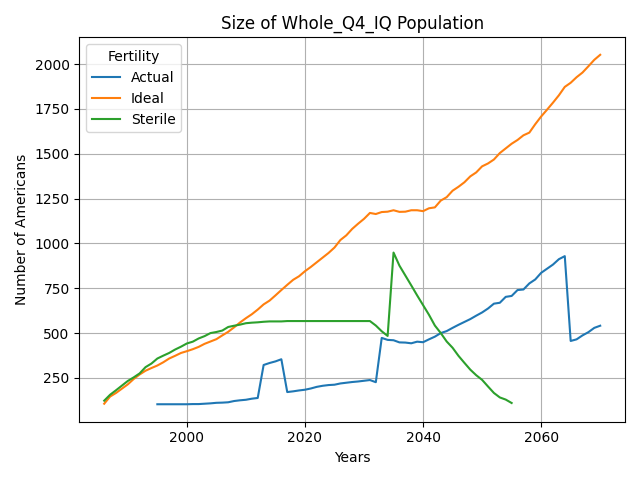 Size of Whole_Q4_IQ Population
Fertility
Actual
Ideal
Sterile
2000
1750
1500
1250
1000
750
500
250
Number of Americans
2000 2020 2040 2060
Years